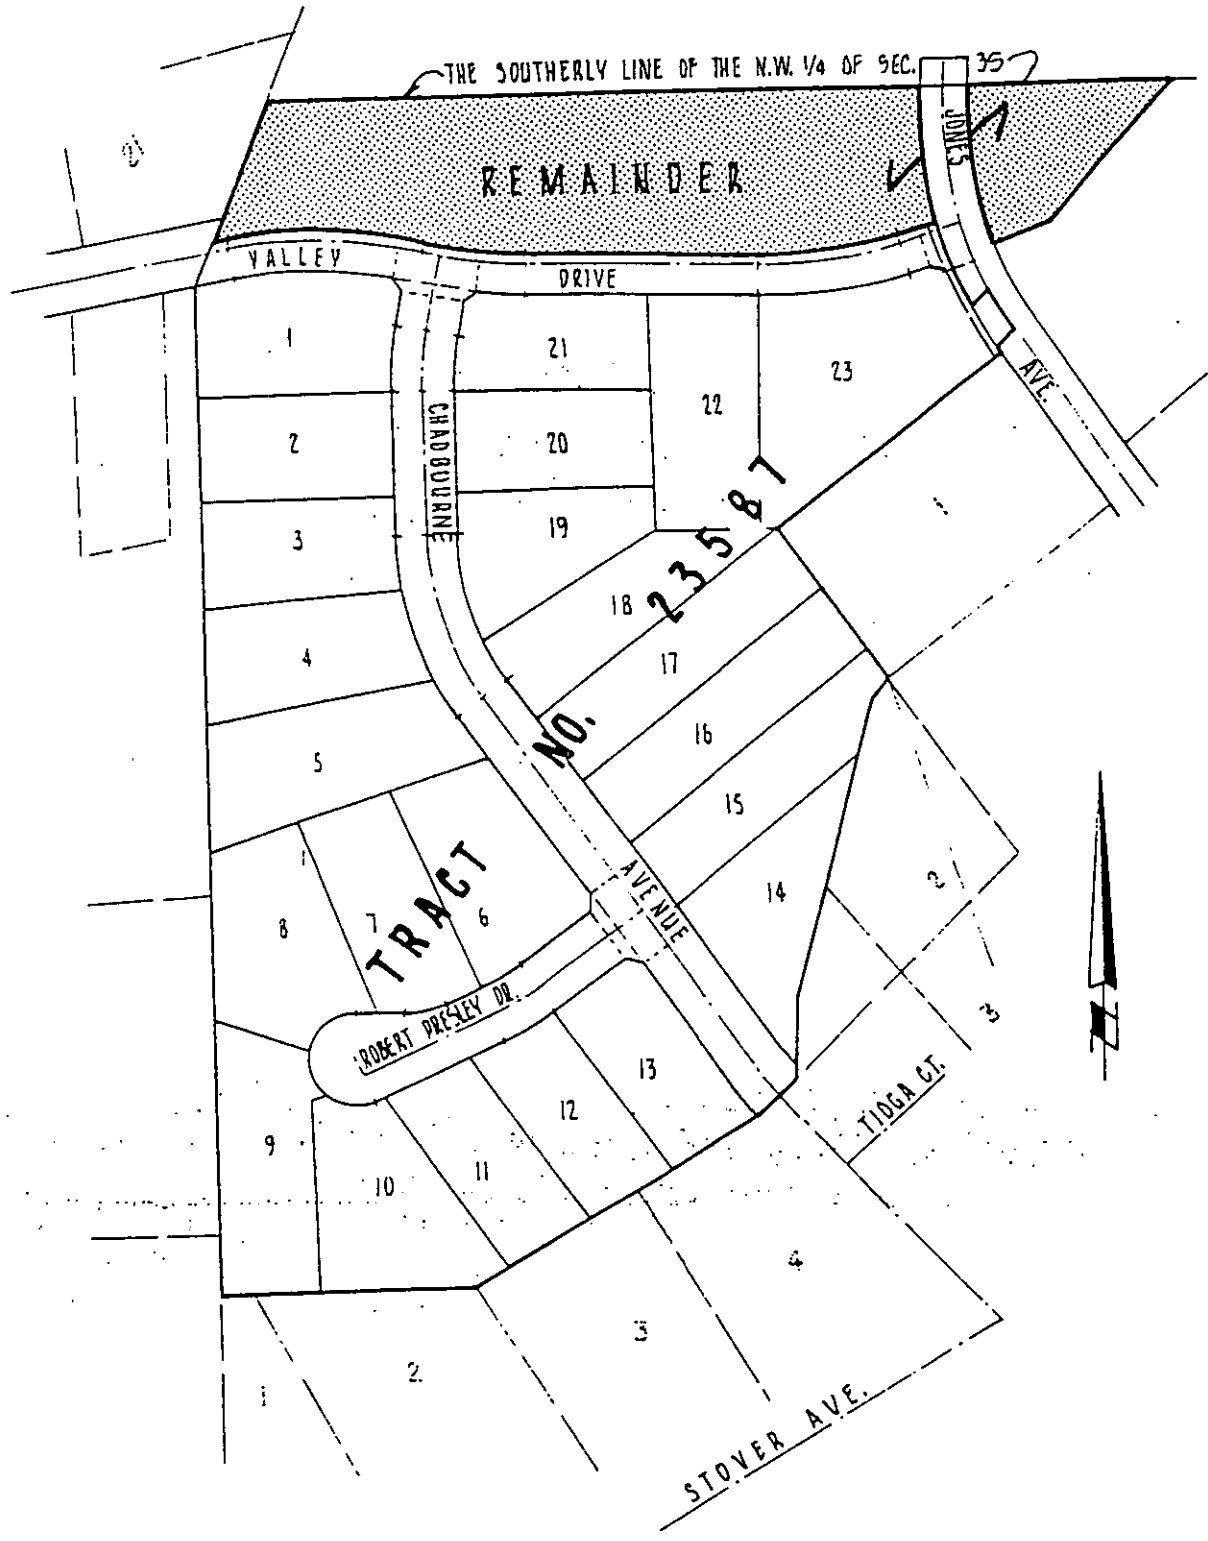 THE SOUTHERLY LINE OF THE N.W. 1/4 OF SEC. 35
2
REMAINDER
JONES
VALLEY
DRIVE
1
21
23
AVE.
22
2
CHADBOURNE
20
3
19
1
18
4
17
5
16
15
TRACT NO. 23587
14
2
AVENUE
8
7
6
3
ROBERT PRESLEY DR.
13
TIOGA CT.
12
9
11
10
4
3
2
1
STOVER AVE.
N